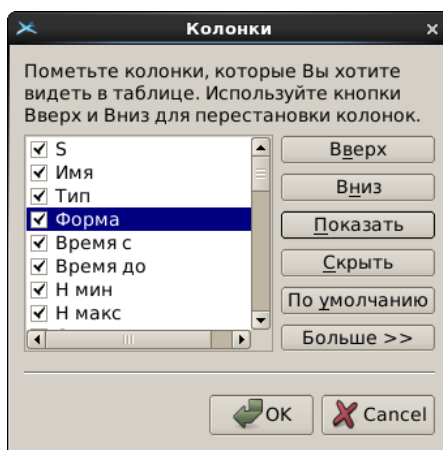 Колонки
Пометьте колонки, которые Вы хотите
видеть в таблице. Используйте кнопки
Вверх и Вниз для перестановки колонок.
S
Имя
Тип
Форма
Время с
Время до
Н мин
Н макс
Вверх
Вниз
Показать
Скрыть
По умолчанию
Больше >>
OK
Cancel